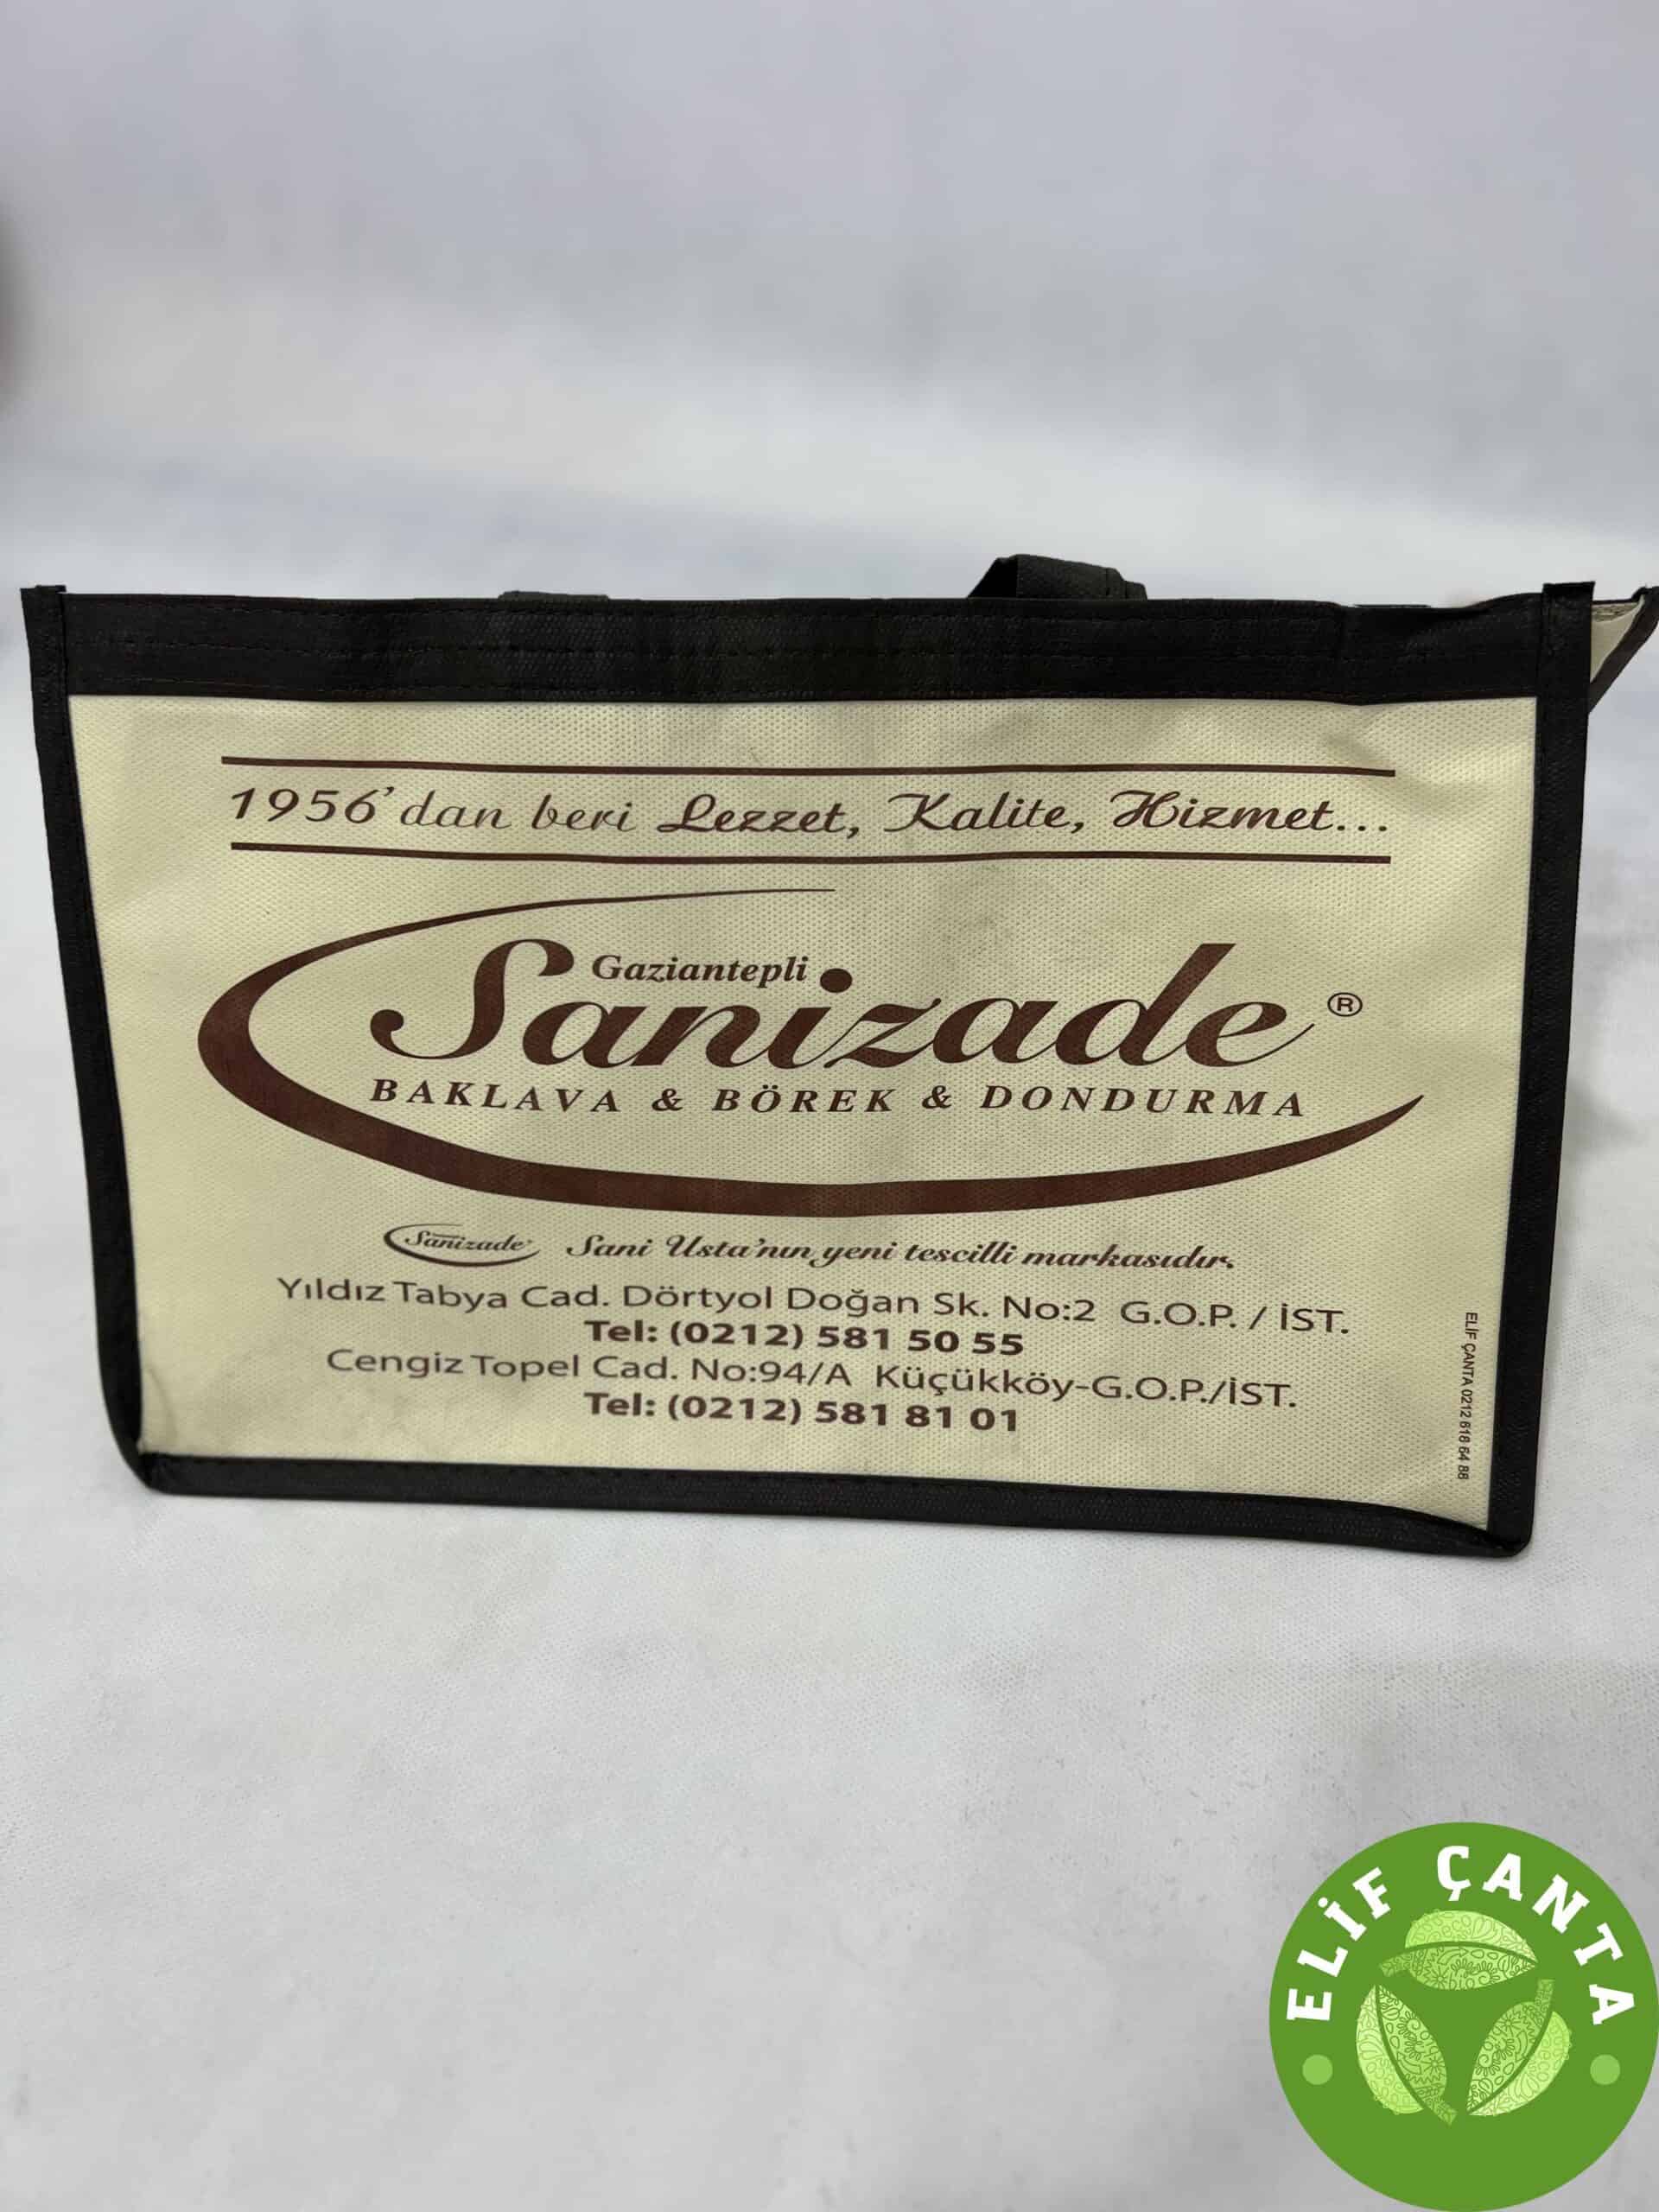 1956'dan beri Lezzet, Kalite, Hizmet...
Gaziantepli
Sanizade ®
BAKLAVA & BÖREK & DONDURMA
Sanizade Sani Usta'nın yeni tescilli markasıdır.
Yıldız Tabya Cad. Dörtyol Doğan Sk. No:2 G.O.P. / İST.
Tel: (0212) 581 50 55
Cengiz Topel Cad. No:94/A Küçükköy-G.O.P./İST.
Tel: (0212) 581 81 01
ELİF ÇANTA 0212 616 64 88
ELİF ÇANTA